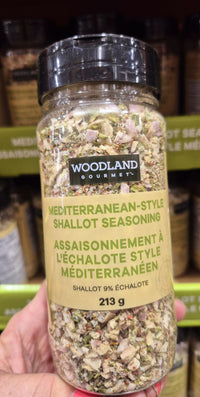 WOODLAND
GOURMET
MEDITERRANEAN-STYLE
SHALLOT SEASONING
ASSAISONNEMENT À
L'ÉCHALOTE STYLE
MÉDITERRANÉEN
SHALLOT 9% ÉCHALOTE
213 g